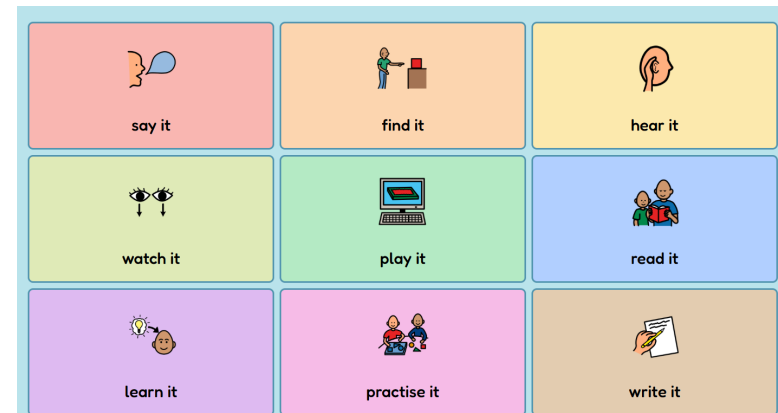 say it
find it
hear it
watch it
play it
read it
learn it
practise it
write it